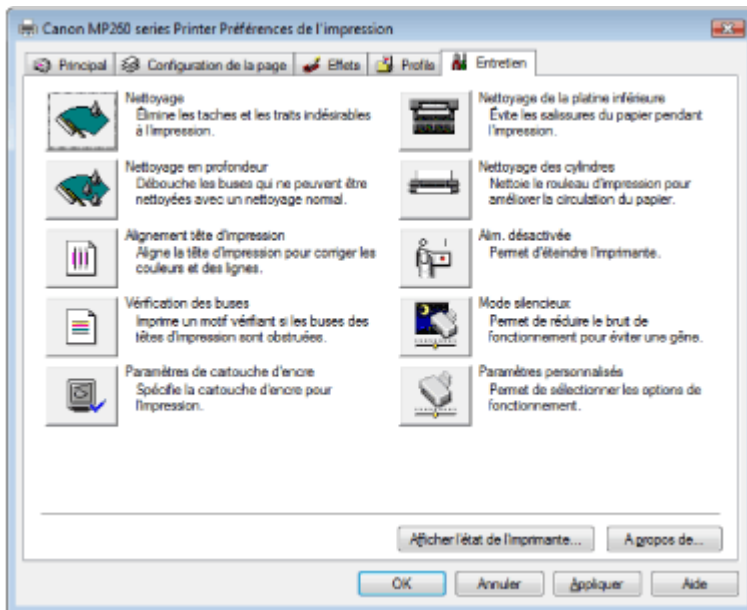 Canon MP260 series Printer Préférences de l'impression
Principal Configuration de la page Effets Profils Entretien
Nettoyage
Élimine les taches et les traits indésirables
à l'impression.
Nettoyage de la platine inférieure
Évite les salissures du papier pendant
l'impression.
Nettoyage en profondeur
Débouche les buses qui ne peuvent être
nettoyées avec un nettoyage normal.
Nettoyage des cylindres
Nettoie le rouleau d'impression pour
améliorer la circulation du papier.
Alignement tête d'impression
Aligne la tête d'impression pour corriger les
couleurs et des lignes.
Alim. désactivée
Permet d'éteindre l'imprimante.
Vérification des buses
Imprime un motif vérifiant si les buses des
têtes d'impression sont obstruées.
Mode silencieux
Permet de réduire le bruit de
fonctionnement pour éviter une gêne.
Paramètres de cartouche d'encre
Spécifie la cartouche d'encre pour
l'impression.
Paramètres personnalisés
Permet de sélectionner les options de
fonctionnement.
Afficher l'état de l'imprimante... A propos de...
OK Annuler Appliquer Aide